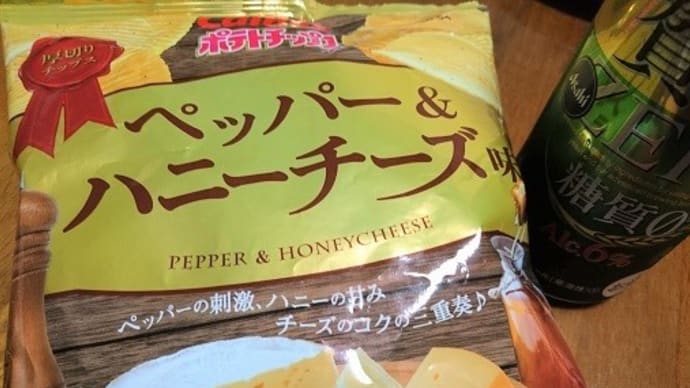 Calbee
ポテトチップス
厚切り
チップス
ペッパー&
ハニーチーズ味
PEPPER & HONEYCHEESE
ペッパーの刺激、ハニーの甘み
チーズのコクの三重奏♪
Asahi
ZE
糖質0
Alc.6%